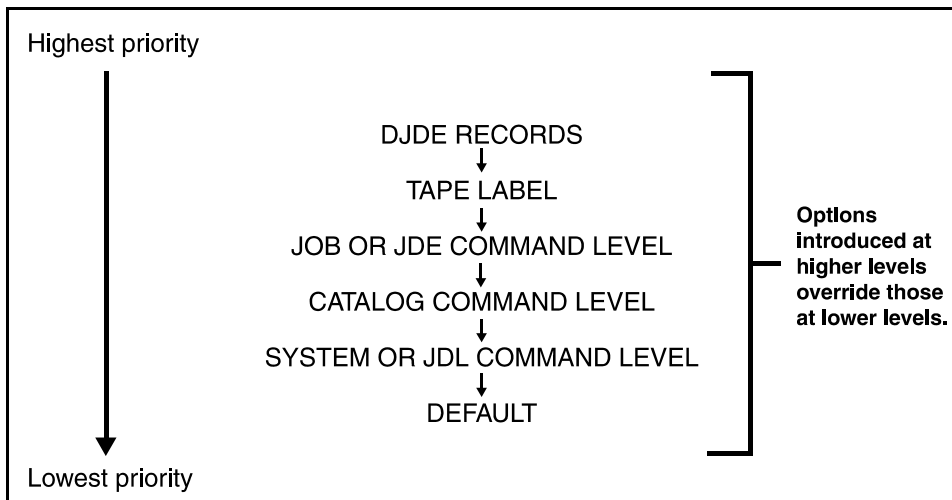 Highest priority
DJDE RECORDS
TAPE LABEL
JOB OR JDE COMMAND LEVEL
CATALOG COMMAND LEVEL
SYSTEM OR JDL COMMAND LEVEL
DEFAULT
Options
introduced at
higher levels
override those
at lower levels.
Lowest priority